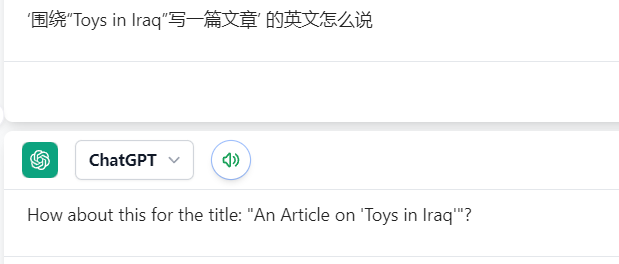 ‘围绕“Toys in Iraq”写一篇文章’ 的英文怎么说
ChatGPT
How about this for the title: "An Article on 'Toys in Iraq'"?